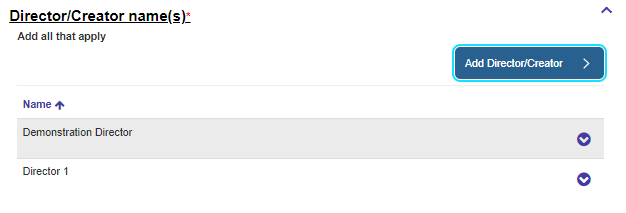 Director/Creator name(s)*
Add all that apply
Add Director/Creator
Name
Demonstration Director
Director 1